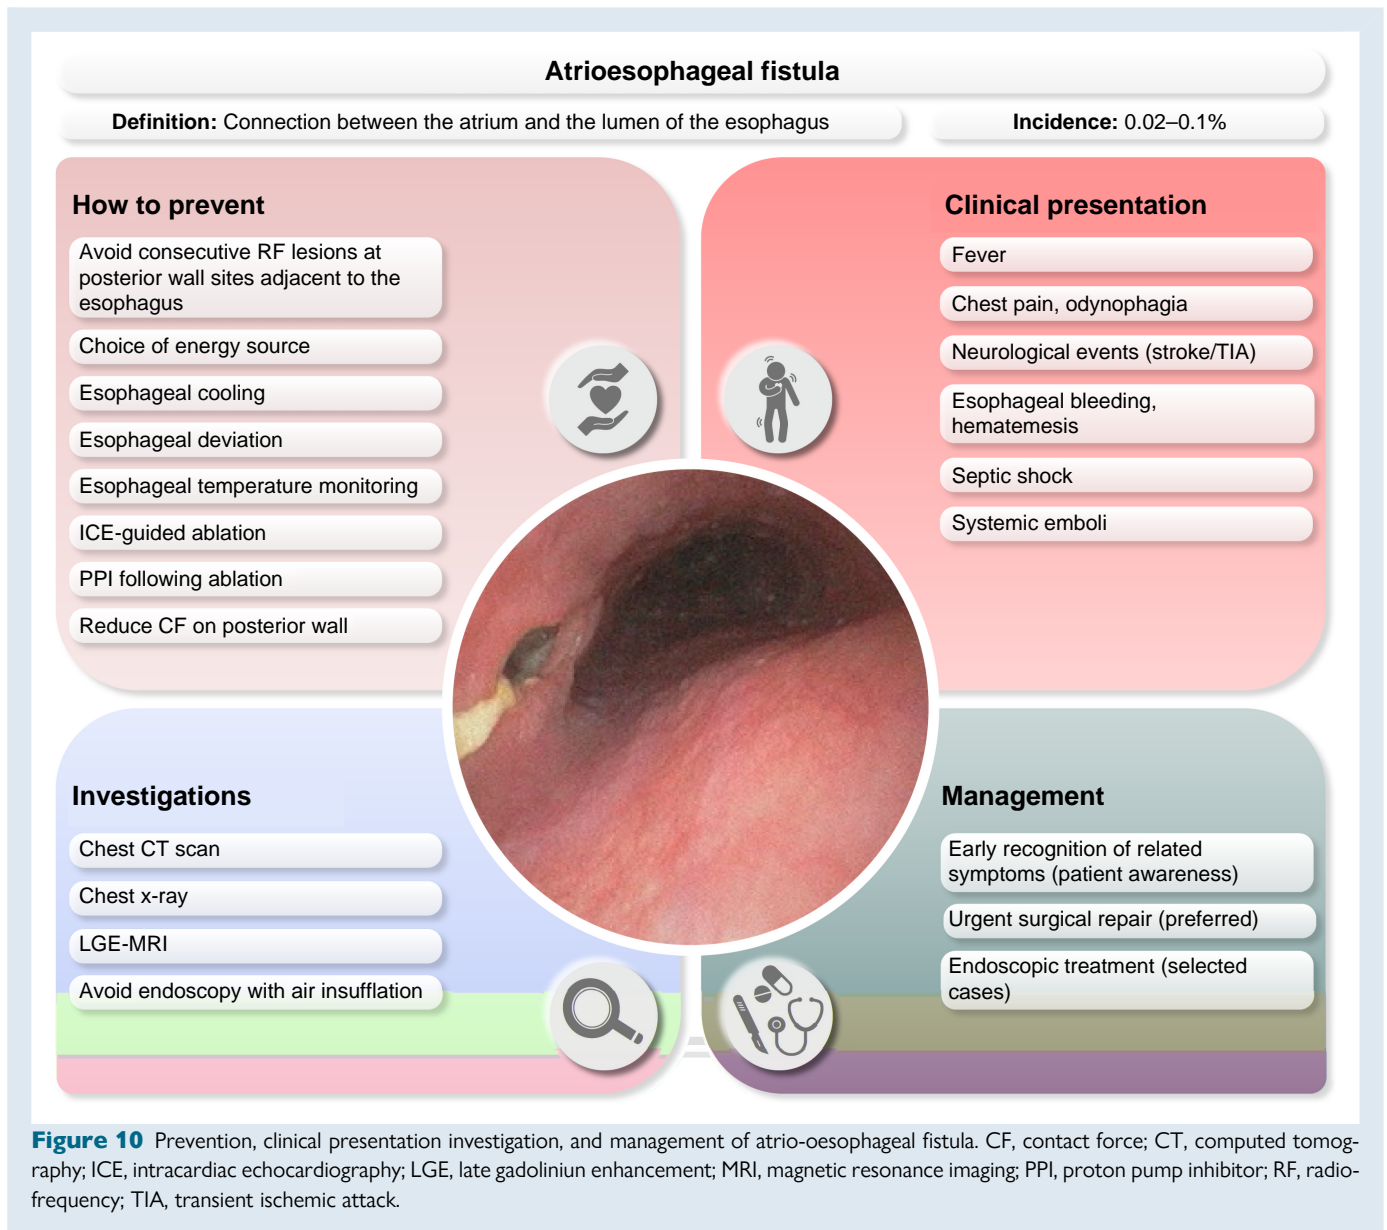 Atrioesophageal fistula
Definition: Connection between the atrium and the lumen of the esophagus
Incidence: 0.02–0.1%
How to prevent
Avoid consecutive RF lesions at
posterior wall sites adjacent to the
esophagus
Choice of energy source
Esophageal cooling
Esophageal deviation
Esophageal temperature monitoring
ICE-guided ablation
PPI following ablation
Reduce CF on posterior wall
Clinical presentation
Fever
Chest pain, odynophagia
Neurological events (stroke/TIA)
Esophageal bleeding,
hematemesis
Septic shock
Systemic emboli
Investigations
Chest CT scan
Chest x-ray
LGE-MRI
Avoid endoscopy with air insufflation
Management
Early recognition of related
symptoms (patient awareness)
Urgent surgical repair (preferred)
Endoscopic treatment (selected
cases)
Figure 10 Prevention, clinical presentation investigation, and management of atrio-oesophageal fistula. CF, contact force; CT, computed tomog-
raphy; ICE, intracardiac echocardiography; LGE, late gadoliniun enhancement; MRI, magnetic resonance imaging; PPI, proton pump inhibitor; RF, radio-
frequency; TIA, transient ischemic attack.